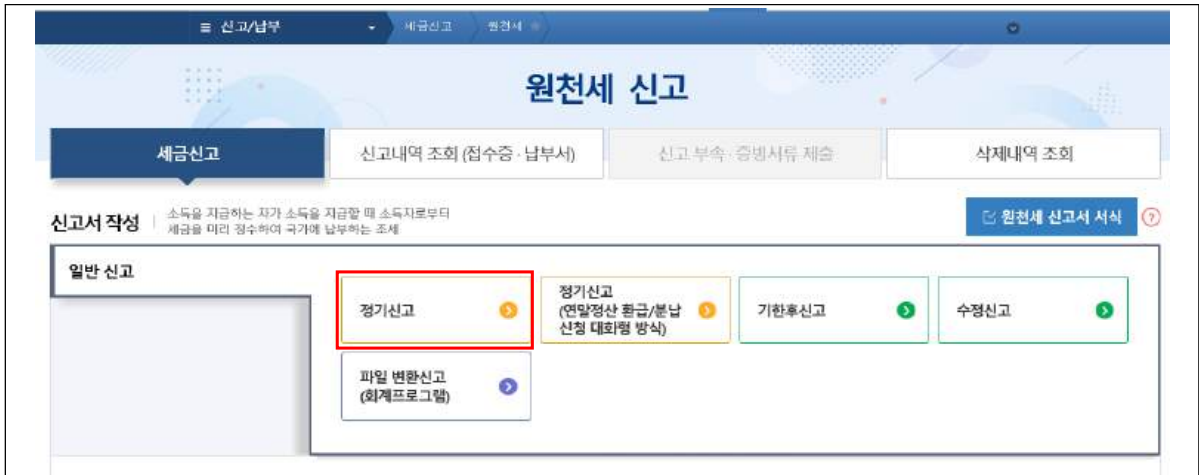 ≡ 신고/납부 세금신고 원천세
원천세 신고
세금신고 신고내역 조회 (접수증 · 납부서) 신고 부속 · 증빙서류 제출 삭제내역 조회
신고서 작성 소득을 지급하는 자가 소득을 지급할 때 소득자로부터
세금을 미리 징수하여 국가에 납부하는 조세
원천세 신고서 서식 ?
일반 신고
정기신고
정기신고
(연말정산 환급/분납
신청 대화형 방식)
기한후신고
수정신고
파일 변환신고
(회계프로그램)